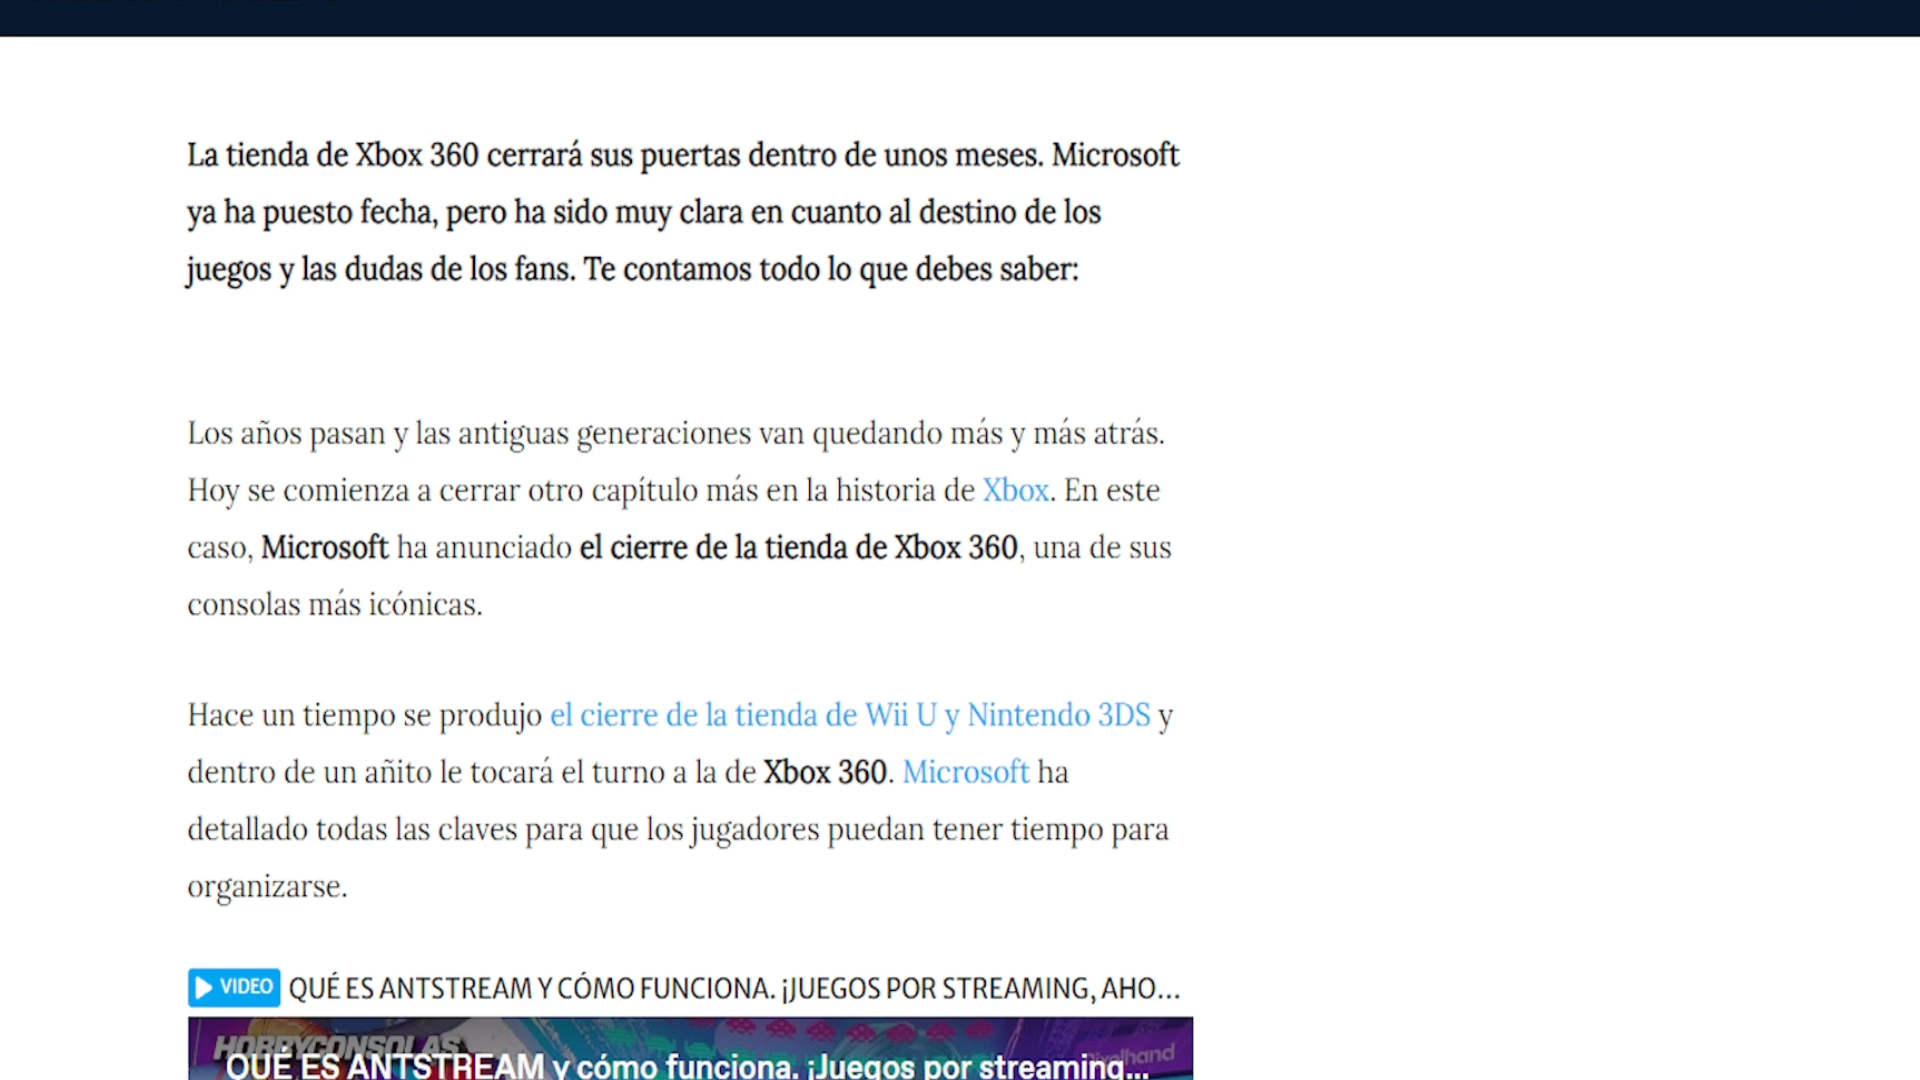 La tienda de Xbox 360 cerrará sus puertas dentro de unos meses. Microsoft
ya ha puesto fecha, pero ha sido muy clara en cuanto al destino de los
juegos y las dudas de los fans. Te contamos todo lo que debes saber:
Los años pasan y las antiguas generaciones van quedando más y más atrás.
Hoy se comienza a cerrar otro capítulo más en la historia de Xbox. En este
caso, Microsoft ha anunciado el cierre de la tienda de Xbox 360, una de sus
consolas más icónicas.
Hace un tiempo se produjo el cierre de la tienda de Wii U y Nintendo 3DS y
dentro de un añito le tocará el turno a la de Xbox 360. Microsoft ha
detallado todas las claves para que los jugadores puedan tener tiempo para
organizarse.
VIDEO QUÉ ES ANTSTREAM Y CÓMO FUNCIONA. ¡JUEGOS POR STREAMING, AHO...
HOBBYCONSOLAS
QUÉ ES ANTSTREAM y cómo funciona. ¡Juegos por streaming...